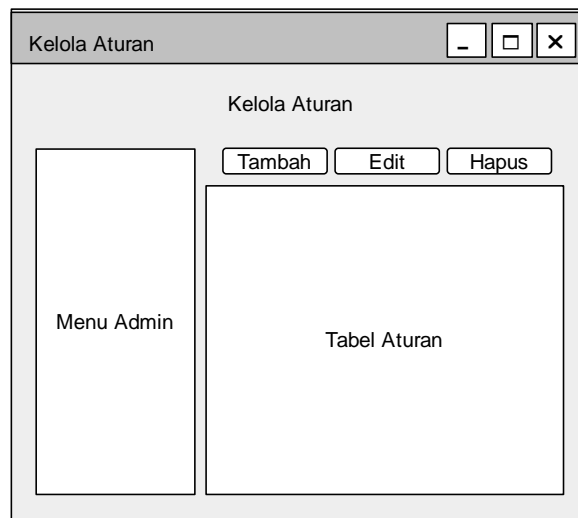 Kelola Aturan
Kelola Aturan
Tambah
Edit
Hapus
Menu Admin
Tabel Aturan